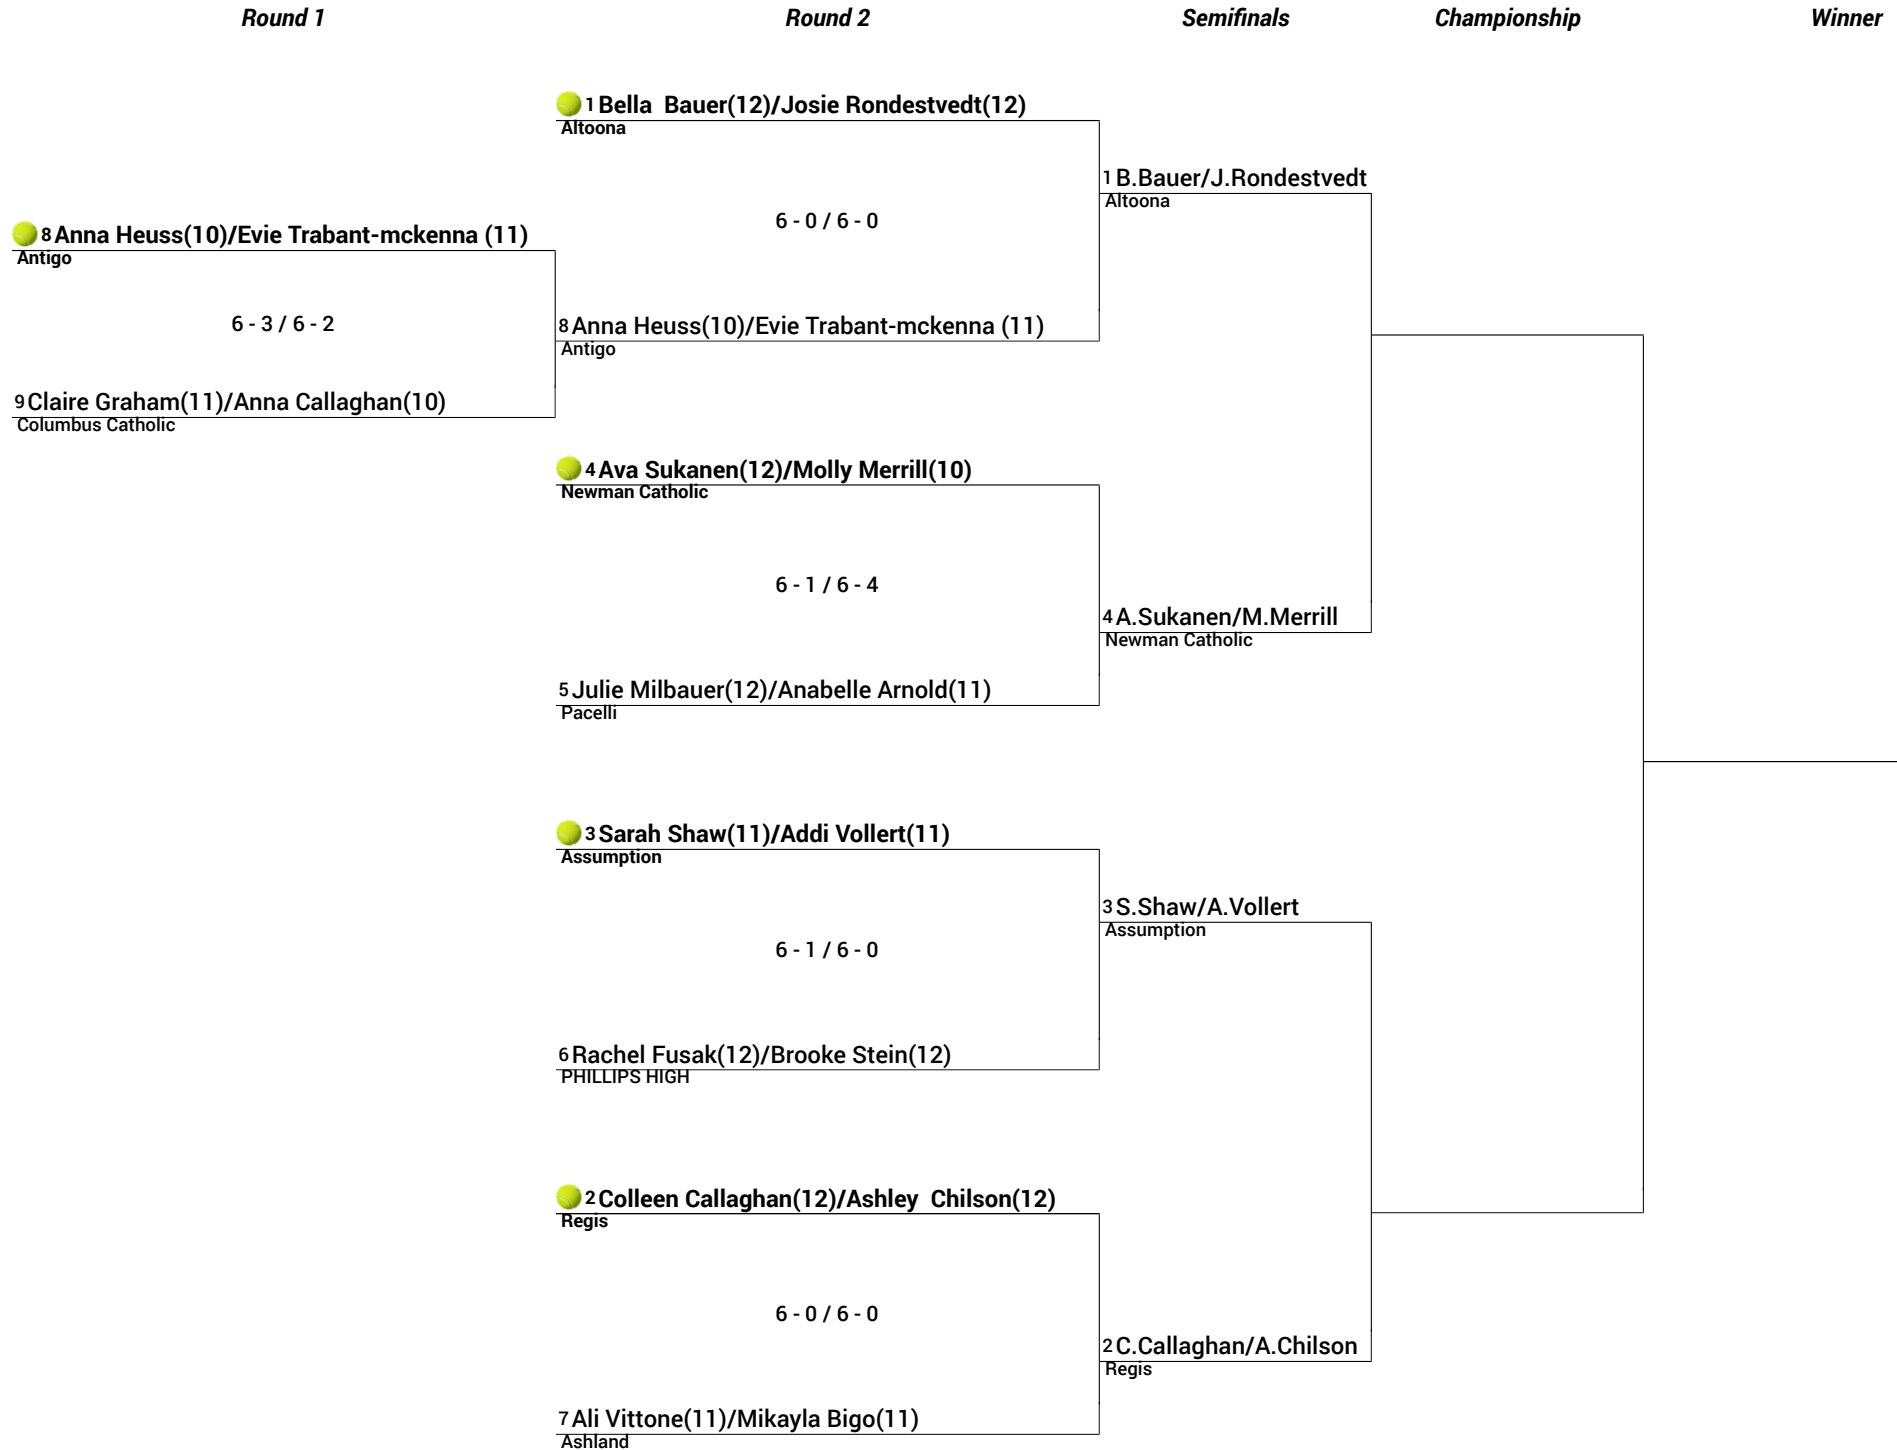 Round 1
Round 2
Semifinals
Championship
Winner
1 Bella  Bauer(12)/Josie Rondestvedt(12)
Altoona
1 B.Bauer/J.Rondestvedt
Altoona
6 - 0 / 6 - 0
8 Anna Heuss(10)/Evie Trabant-mckenna (11)
Antigo
6 - 3 / 6 - 2
8 Anna Heuss(10)/Evie Trabant-mckenna (11)
Antigo
9 Claire Graham(11)/Anna Callaghan(10)
Columbus Catholic
4 Ava Sukanen(12)/Molly Merrill(10)
Newman Catholic
6 - 1 / 6 - 4
4 A.Sukanen/M.Merrill
Newman Catholic
5 Julie Milbauer(12)/Anabelle Arnold(11)
Pacelli
3 Sarah Shaw(11)/Addi Vollert(11)
Assumption
3 S.Shaw/A.Vollert
Assumption
6 - 1 / 6 - 0
6 Rachel Fusak(12)/Brooke Stein(12)
PHILLIPS HIGH
2 Colleen Callaghan(12)/Ashley  Chilson(12)
Regis
6 - 0 / 6 - 0
2 C.Callaghan/A.Chilson
Regis
7 Ali Vittone(11)/Mikayla Bigo(11)
Ashland